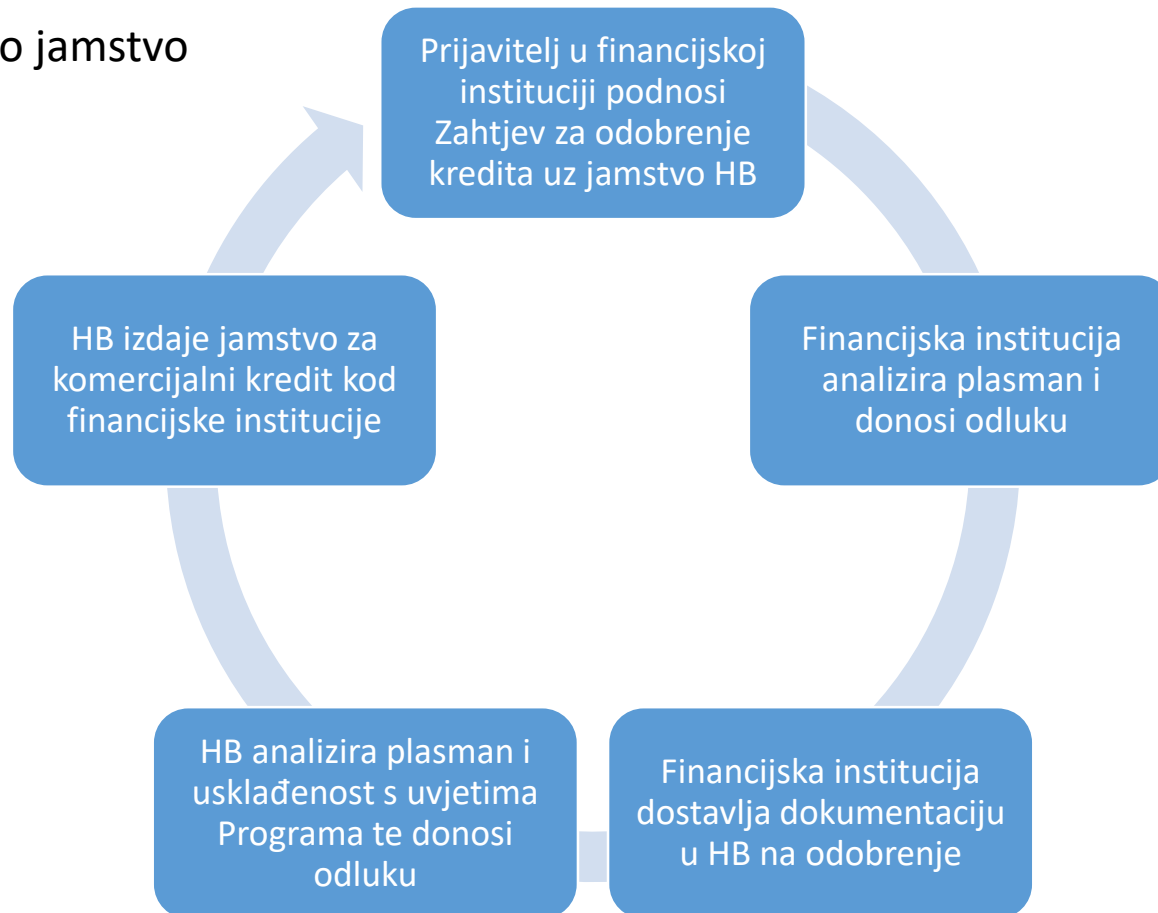 o jamstvo
Prijavitelj u financijskoj
instituciji podnosi
Zahtjev za odobrenje
kredita uz jamstvo HB
Financijska institucija
analizira plasman i
donosi odluku
Financijska institucija
dostavlja dokumentaciju
u HB na odobrenje
HB analizira plasman i
usklađenost s uvjetima
Programa te donosi
odluku
HB izdaje jamstvo za
komercijalni kredit kod
financijske institucije